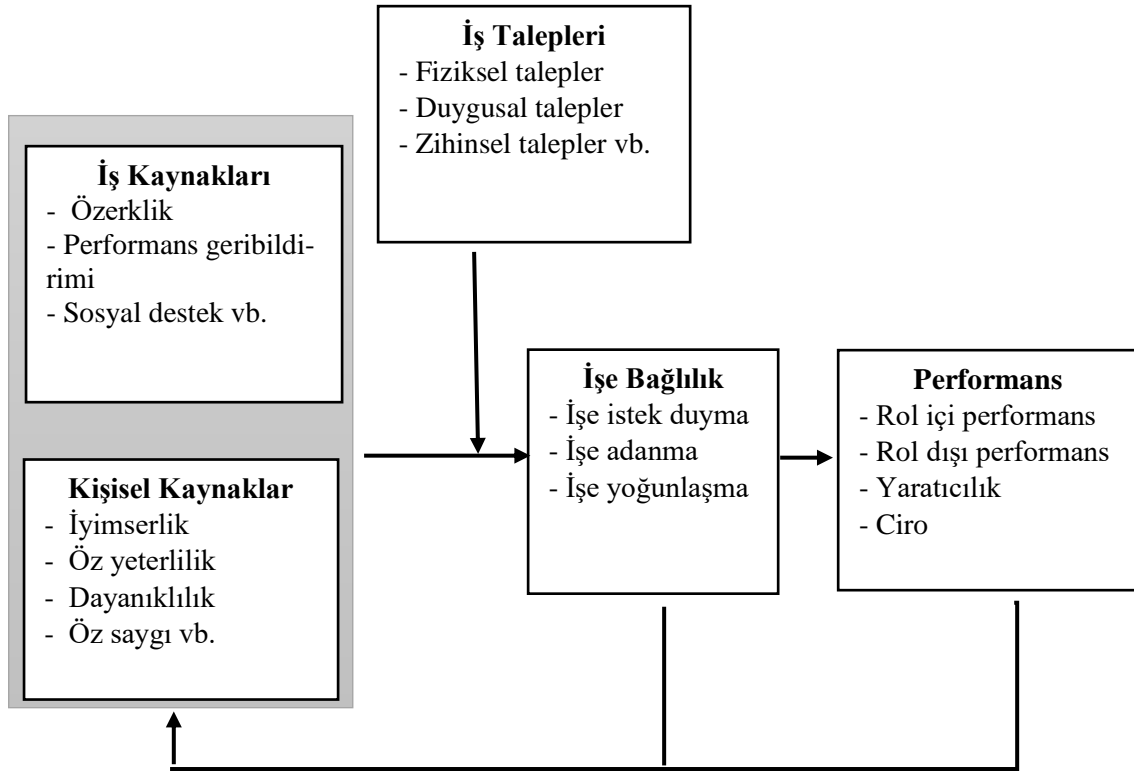 İş Talepleri
- Fiziksel talepler
- Duygusal talepler
- Zihinsel talepler vb.
İş Kaynakları
- Özerklik
- Performans geribildi-
rimi
- Sosyal destek vb.
Kişisel Kaynaklar
- İyimserlik
- Öz yeterlilik
- Dayanıklılık
- Öz saygı vb.
İşe Bağlılık
- İşe istek duyma
- İşe adanma
- İşe yoğunlaşma
Performans
- Rol içi performans
- Rol dışı performans
- Yaratıcılık
- Ciro